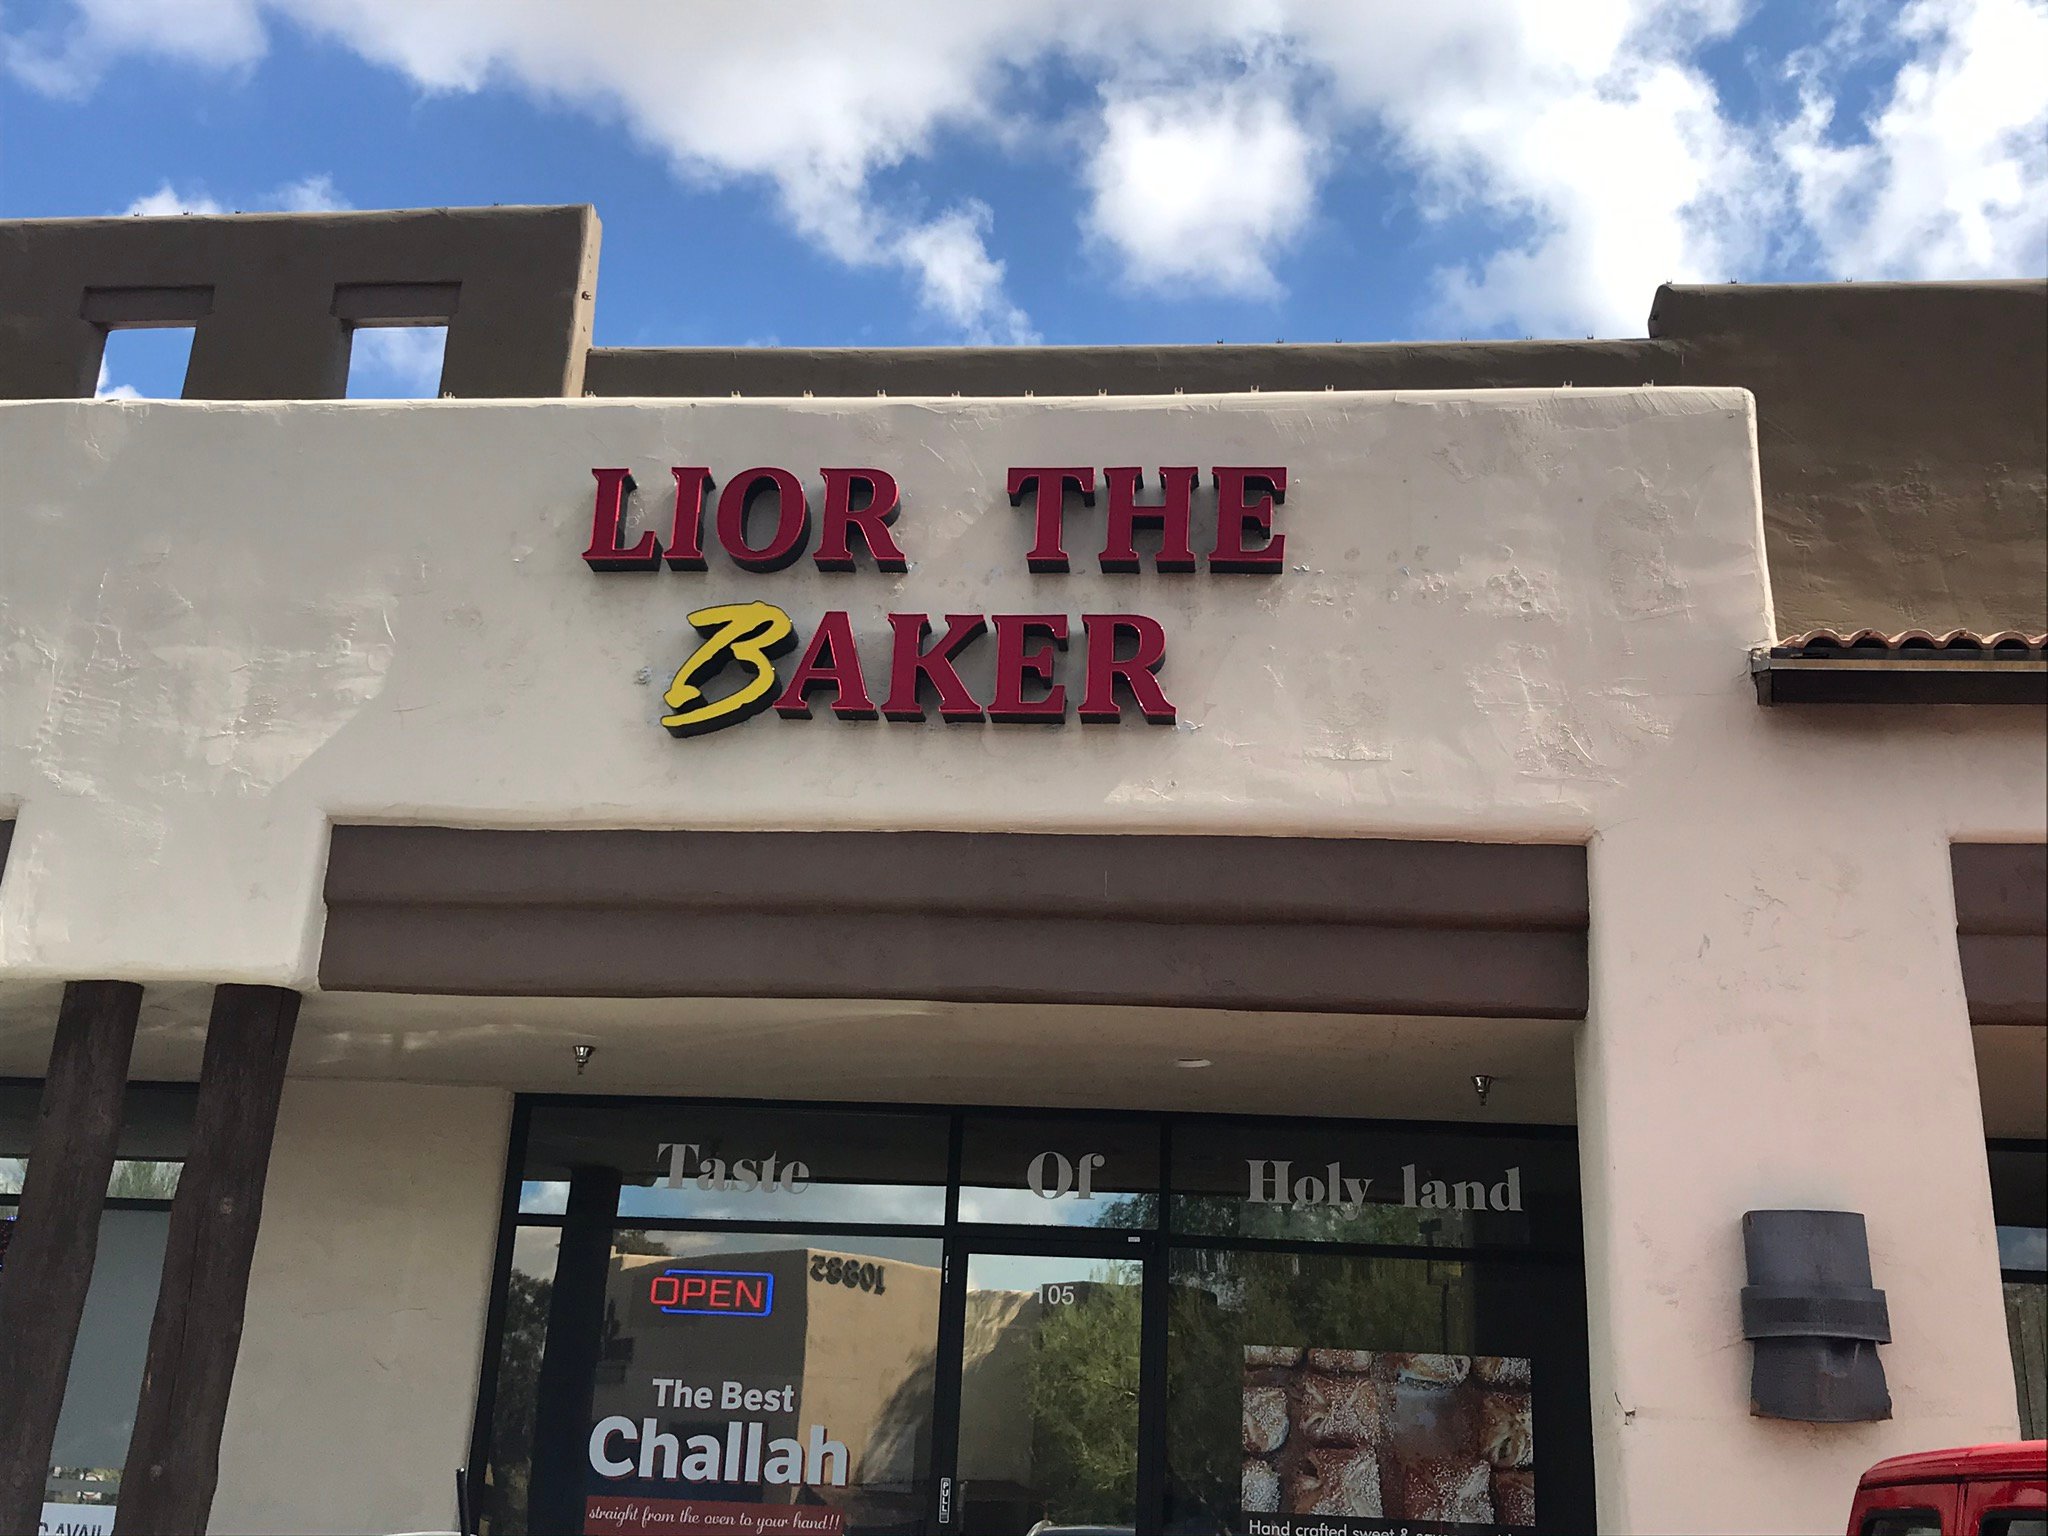 LIOR THE
BAKER
Taste Of Holy land
OPEN
10885
105
The Best
Challah
straight from the oven to your hand!!
PULL
Hand crafted sweet &